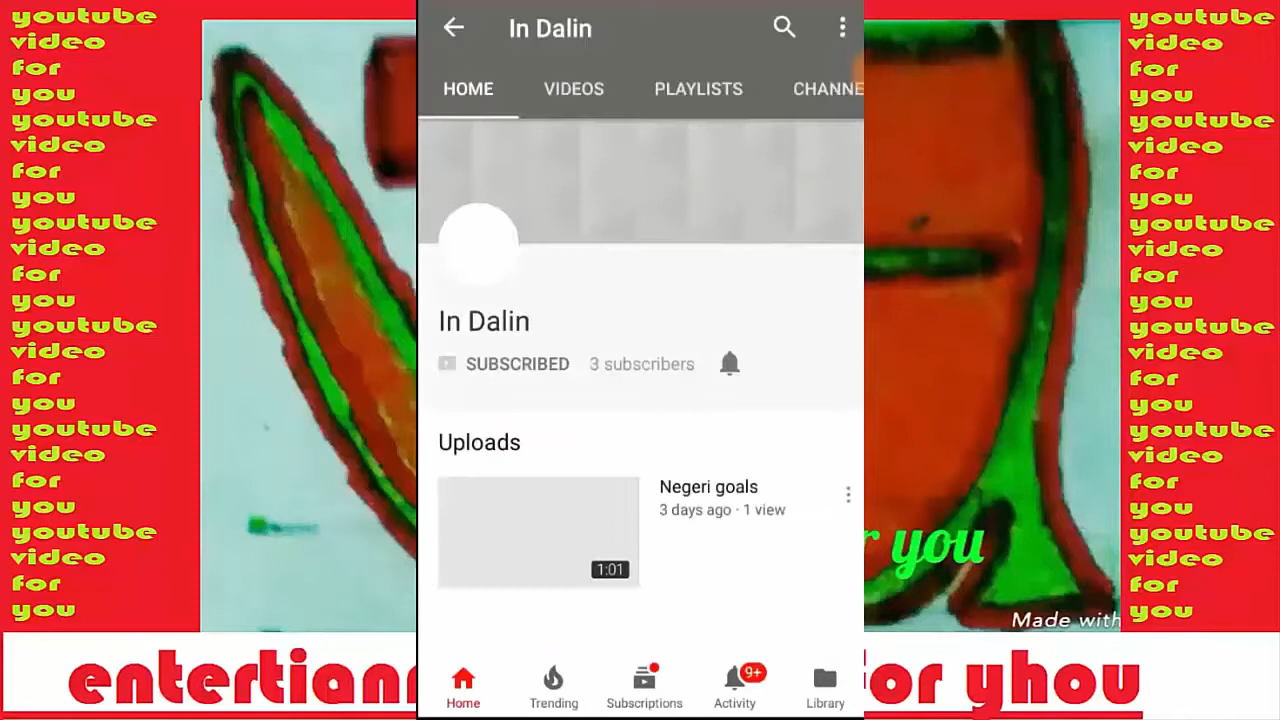 youtube
video
for
you
youtube
video
for
you
youtube
video
for
you
youtube
video
for
you
youtube
video
for
you
youtube
video
for
you
In Dalin
HOME VIDEOS PLAYLISTS CHANNE
In Dalin
SUBSCRIBED 3 subscribers
Uploads
Negeri goals
3 days ago · 1 view
1:01
9+
Home Trending Subscriptions Activity Library
r you
Made with
youtube
video
for
you
youtube
video
for
you
youtube
video
for
you
youtube
video
for
you
youtube
video
for
you
youtube
video
for
you
entertiann or yhou